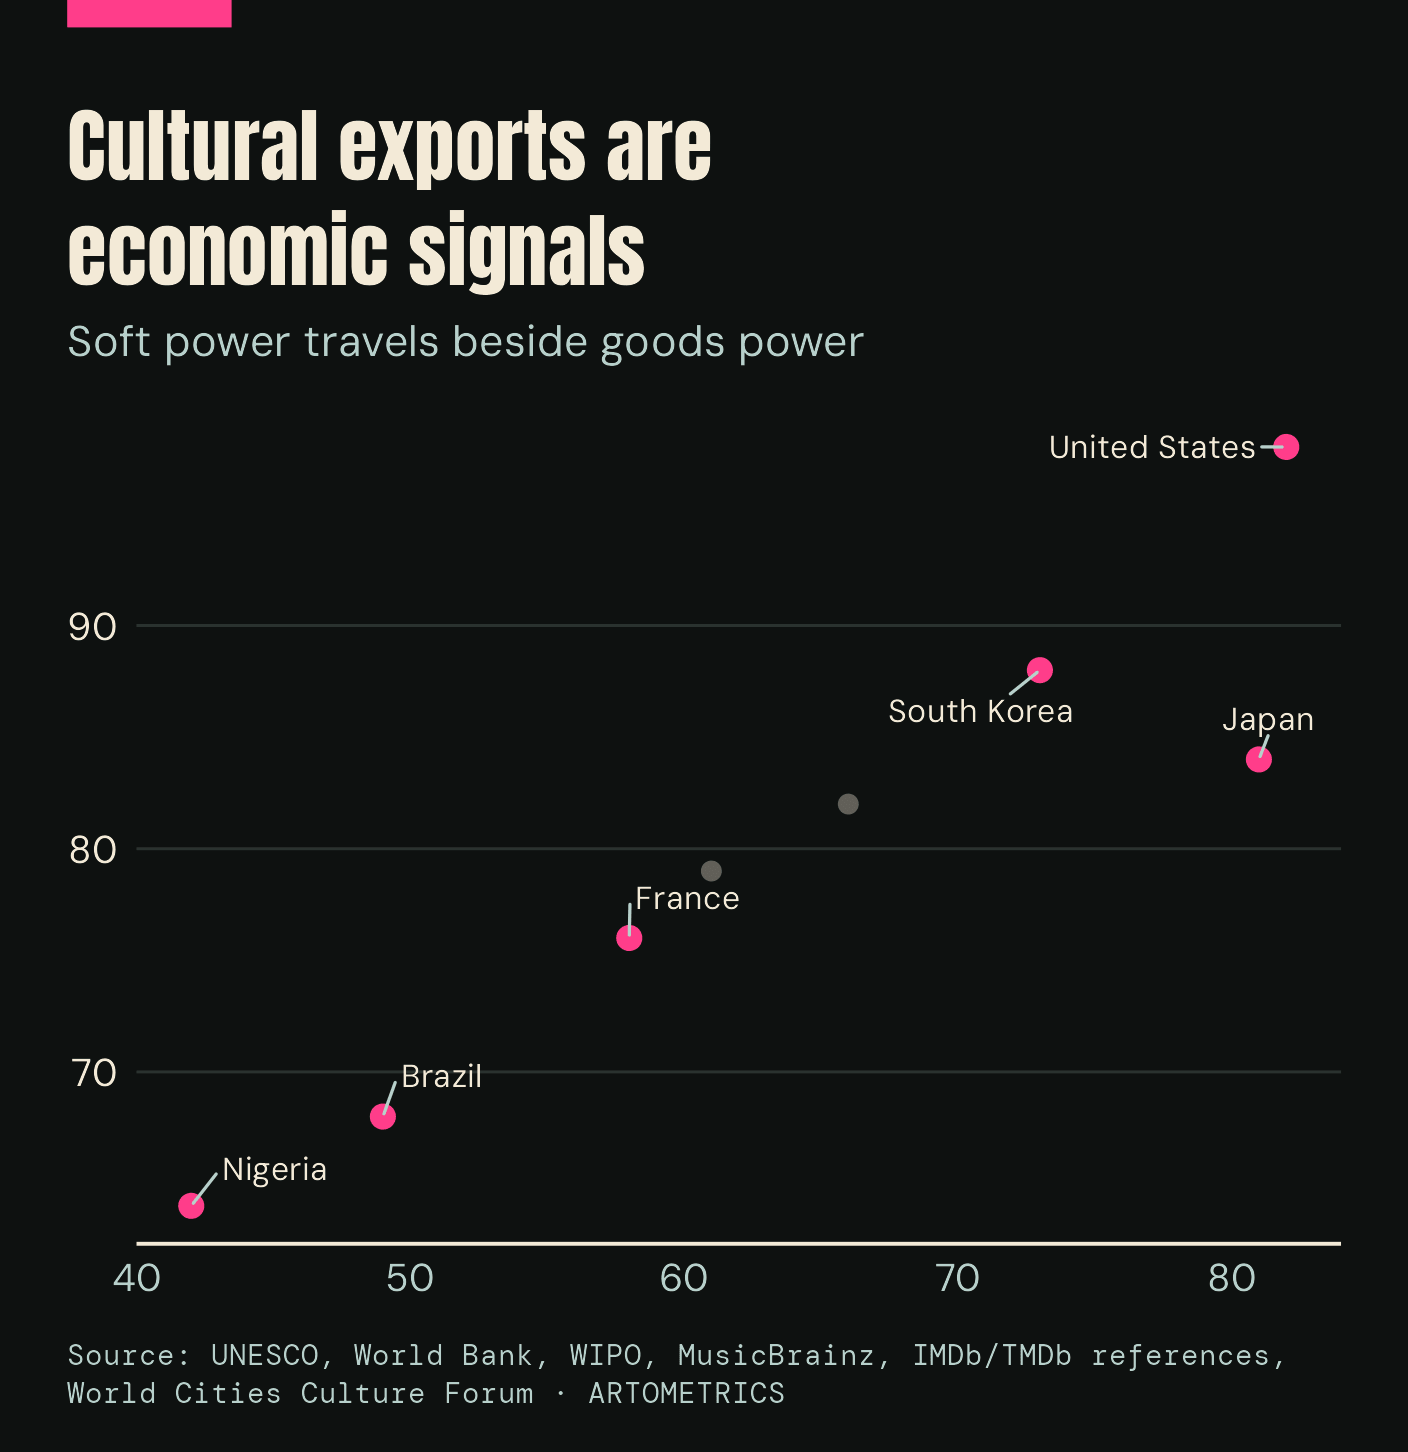 Cultural exports are
economic signals
Soft power travels beside goods power
United States
90
South Korea
Japan
80
France
70
Brazil
Nigeria
40 50 60 70 80
Source: UNESCO, World Bank, WIPO, MusicBrainz, IMDb/TMDb references,
World Cities Culture Forum · ARTOMETRICS